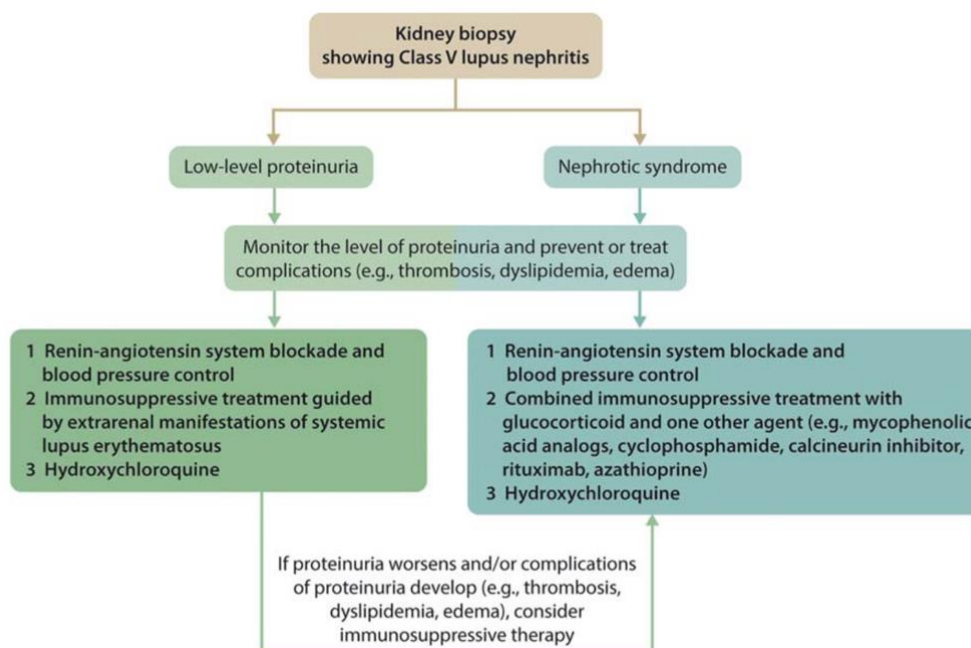 Kidney biopsy
showing Class V lupus nephritis
Low-level proteinuria
Nephrotic syndrome
Monitor the level of proteinuria and prevent or treat
complications (e.g., thrombosis, dyslipidemia, edema)
1 Renin-angiotensin system blockade and
blood pressure control
2 Immunosuppressive treatment guided
by extrarenal manifestations of systemic
lupus erythematosus
3 Hydroxychloroquine
1 Renin-angiotensin system blockade and
blood pressure control
2 Combined immunosuppressive treatment with
glucocorticoid and one other agent (e.g., mycophenolic
acid analogs, cyclophosphamide, calcineurin inhibitor,
rituximab, azathioprine)
3 Hydroxychloroquine
If proteinuria worsens and/or complications
of proteinuria develop (e.g., thrombosis,
dyslipidemia, edema), consider
immunosuppressive therapy